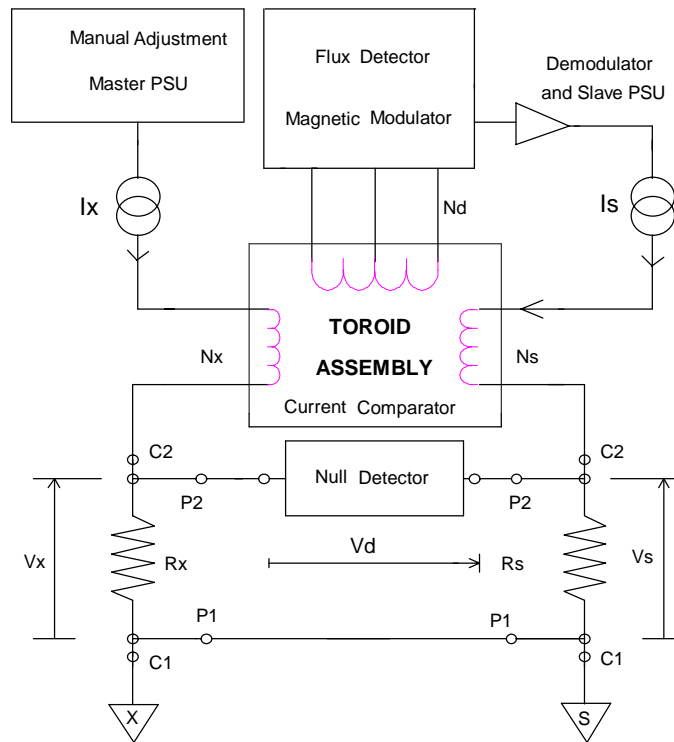 Manual Adjustment
Master PSU
Flux Detector
Magnetic Modulator
Demodulator
and Slave PSU
Ix
Nd
Is
TOROID
ASSEMBLY
Nx
Ns
Current Comparator
C2
C2
P2
Null Detector
P2
Vx
Rx
Vd
Rs
Vs
P1
P1
C1
C1
X
S